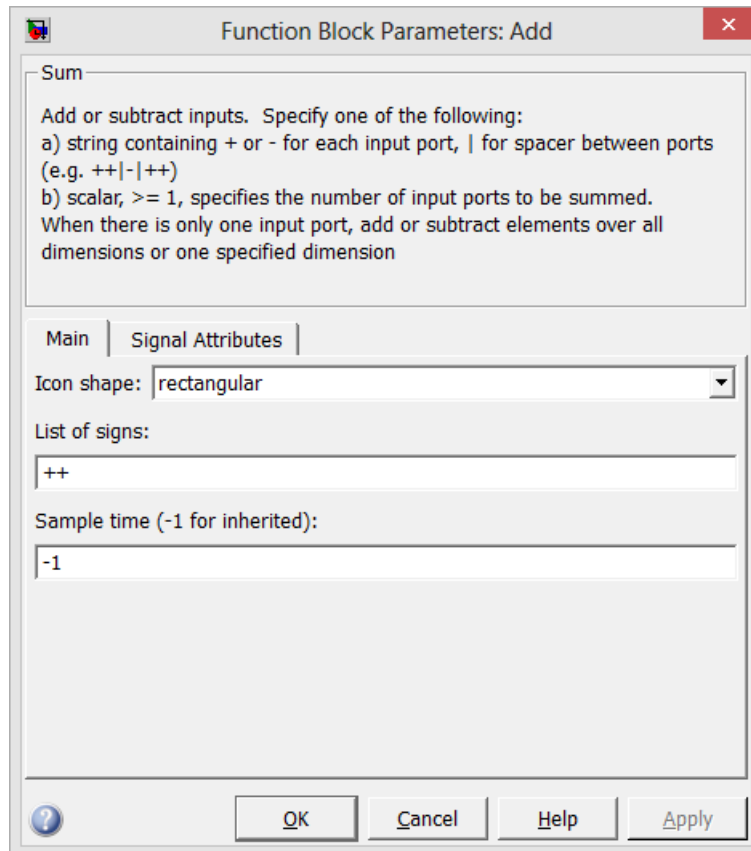 Function Block Parameters: Add
Sum
Add or subtract inputs.  Specify one of the following:
a) string containing + or - for each input port, | for spacer between ports
(e.g. ++|-|++)
b) scalar, >= 1, specifies the number of input ports to be summed.
When there is only one input port, add or subtract elements over all
dimensions or one specified dimension
Main
Signal Attributes
Icon shape: rectangular
List of signs:
++
Sample time (-1 for inherited):
-1
OK
Cancel
Help
Apply